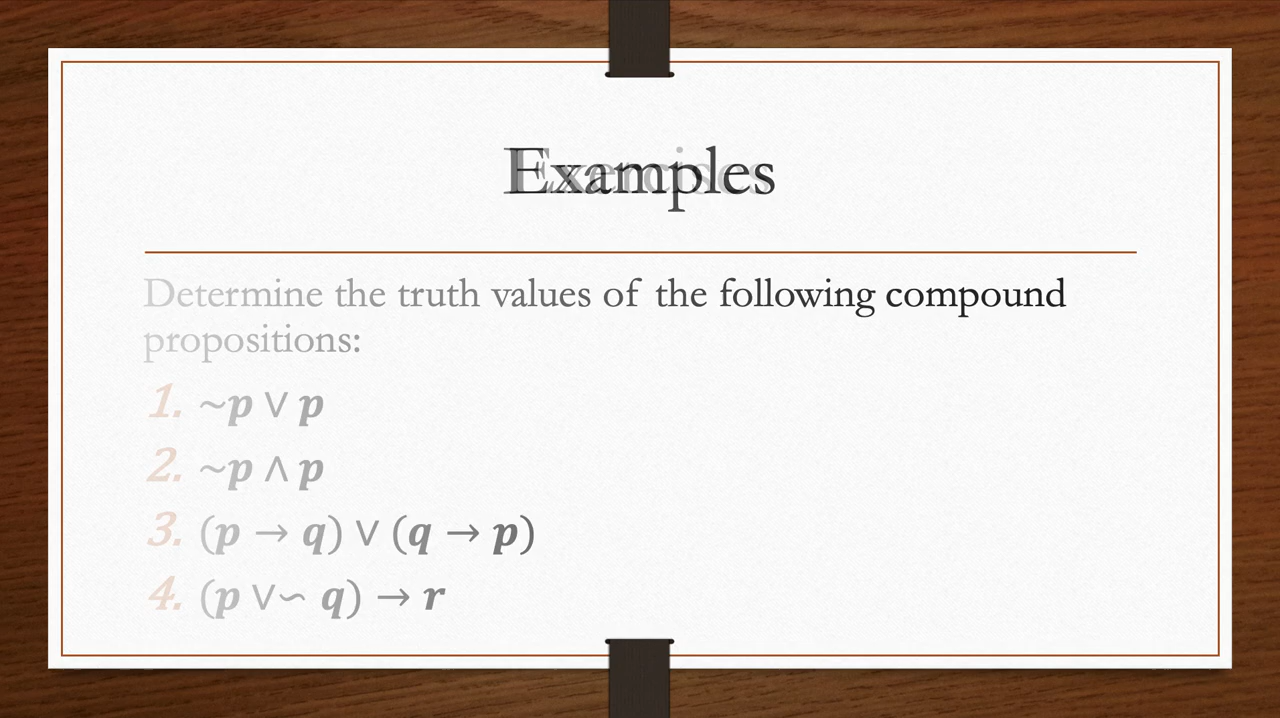 Examples
Determine the truth values of the following compound
propositions:
1. ~p ∨ p
2. ~p ∧ p
3. (p → q) ∨ (q → p)
4. (p ∨∽ q) → r